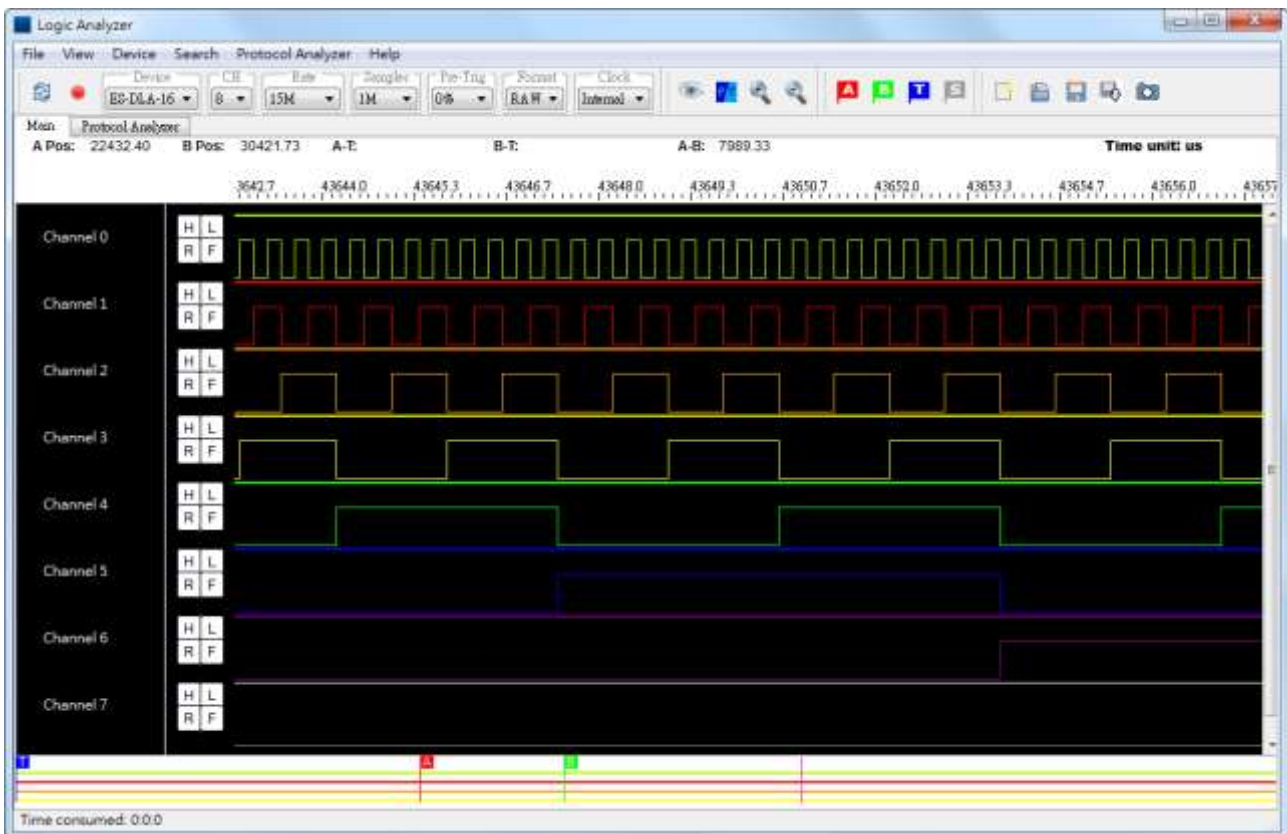 Logic Analyzer
File View Device Search Protocol Analyzer Help
Device CH Rate Samples Pre-Trig Format Clock
ES-DLA-16 8 15M 1M 0% RAW Internal A B T S
Main Protocol Analyzer
A Pos: 22432.40 B Pos: 30421.73 A-T: B-T: A-B: 7989.33 Time unit: us
3642.7 43644.0 43645.3 43646.7 43648.0 43649.3 43650.7 43652.0 43653.3 43654.7 43656.0 43657
Channel 0 H L
R F
Channel 1 H L
R F
Channel 2 H L
R F
Channel 3 H L
R F
Channel 4 H L
R F
Channel 5 H L
R F
Channel 6 H L
R F
Channel 7 H L
R F
T A B
Time consumed: 0:0:0